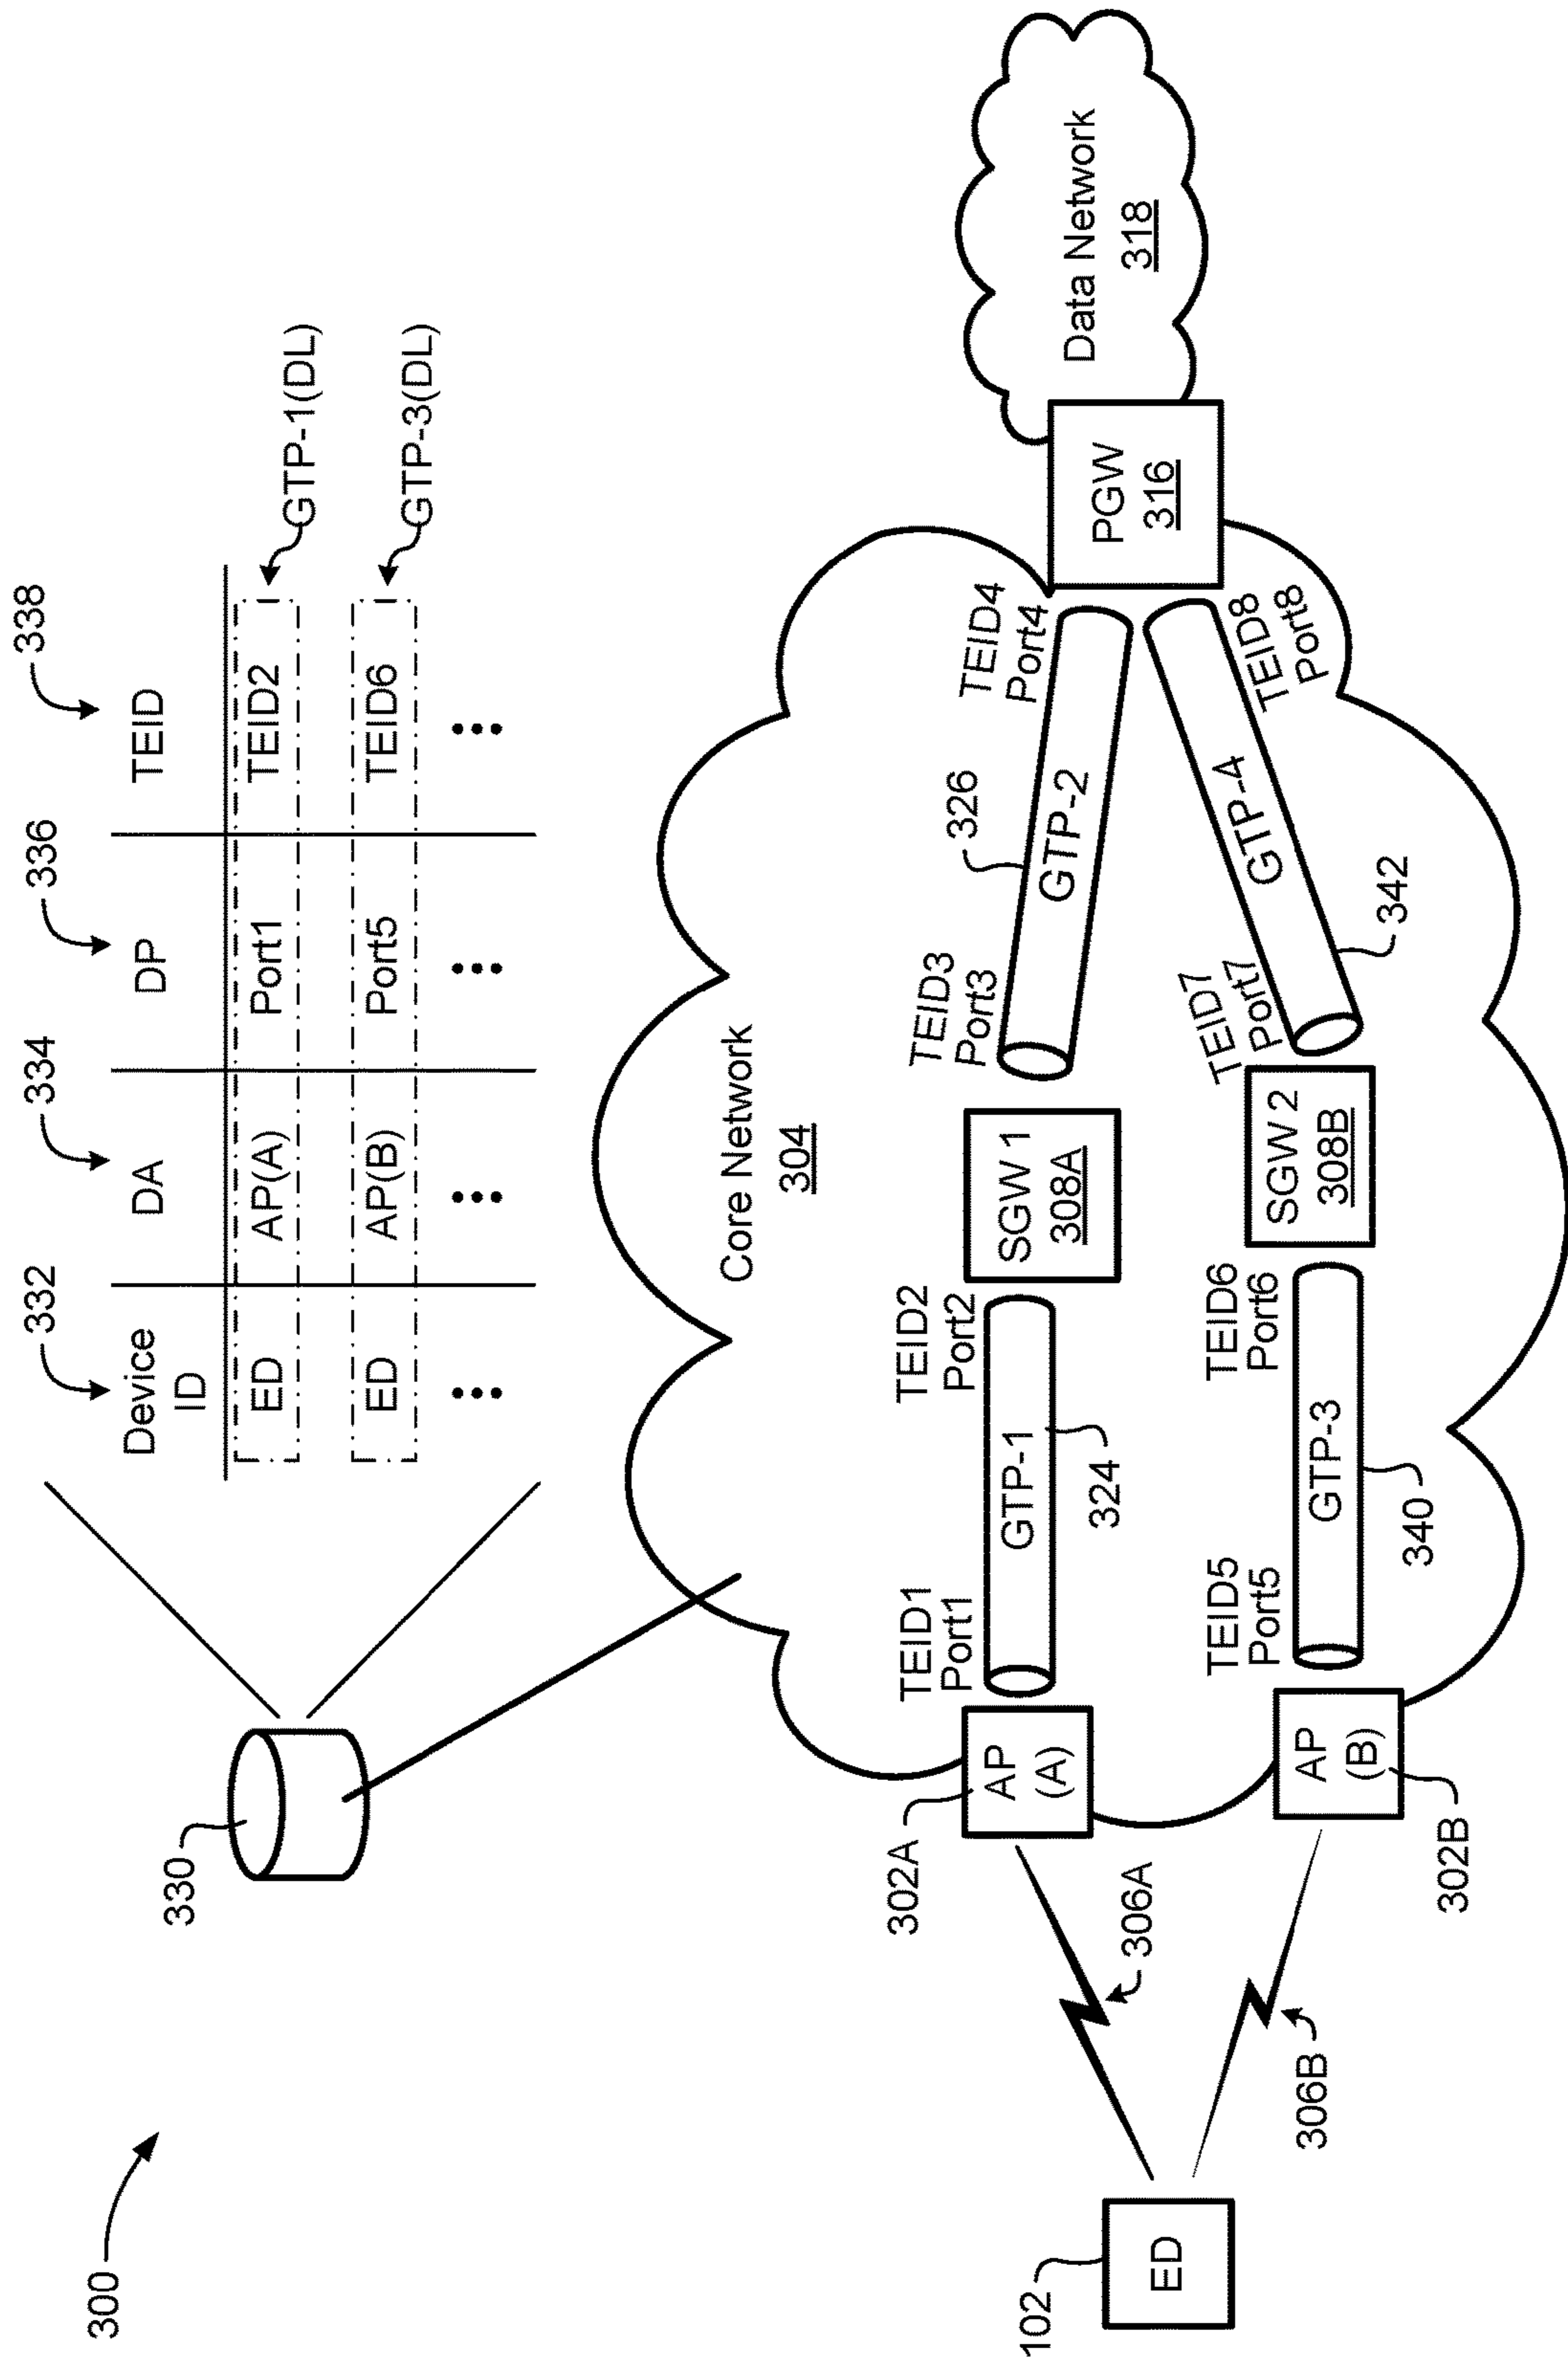 300
330
332
334
336
338
Device
ID
DA
DP
TEID
ED
AP(A)
Port1
TEID2
GTP-1(DL)
ED
AP(B)
Port5
TEID6
GTP-3(DL)
Core Network
304
TEID1
Port1
TEID2
Port2
TEID3
Port3
TEID4
Port4
302A
AP
(A)
GTP-1
324
SGW 1
308A
GTP-2
326
PGW
316
Data Network
318
102
ED
306A
306B
TEID5
Port5
TEID6
Port6
TEID7
Port7
TEID8
Port8
AP
(B)
302B
GTP-3
340
SGW 2
308B
GTP-4
342